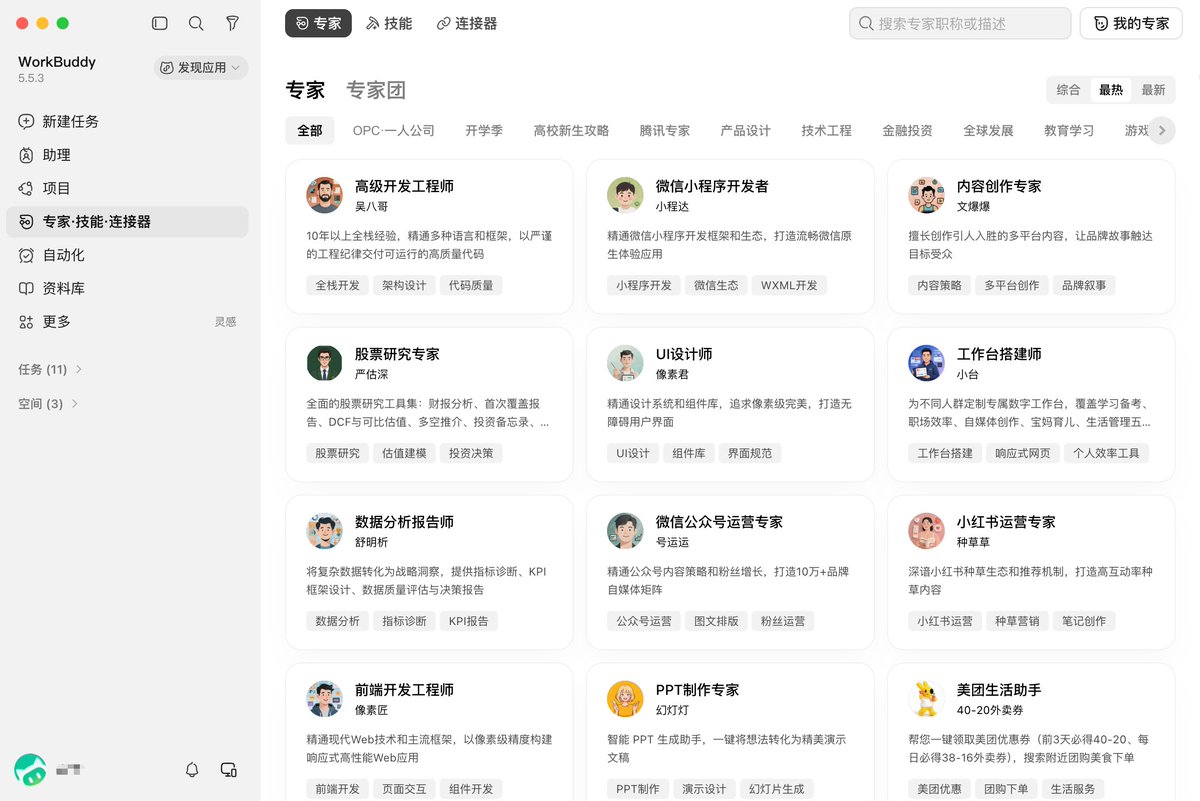 WorkBuddy
5.5.3
发现应用
新建任务
助理
项目
专家·技能·连接器
自动化
资料库
更多
灵感
任务 (11)
空间 (3)
专家
技能
连接器
搜索专家职称或描述
我的专家
专家
专家团
综合
最热
最新
全部
OPC·一人公司
开学季
高校新生攻略
腾讯专家
产品设计
技术工程
金融投资
全球发展
教育学习
游戏
高级开发工程师
吴八哥
10年以上全栈经验，精通多种语言和框架，以严谨
的工程纪律交付可运行的高质量代码
全栈开发
架构设计
代码质量
微信小程序开发者
小程达
精通微信小程序开发框架和生态，打造流畅微信原
生体验应用
小程序开发
微信生态
WXML开发
内容创作专家
文爆爆
擅长创作引人入胜的多平台内容，让品牌故事触达
目标受众
内容策略
多平台创作
品牌叙事
股票研究专家
严估深
全面的股票研究工具集：财报分析、首次覆盖报
告、DCF与可比估值、多空推介、投资备忘录、...
股票研究
估值建模
投资决策
UI设计师
像素君
精通设计系统和组件库，追求像素级完美，打造无
障碍用户界面
UI设计
组件库
界面规范
工作台搭建师
小台
为不同人群定制专属数字工作台，覆盖学习备考、
职场效率、自媒体创作、宝妈育儿、生活管理五...
工作台搭建
响应式网页
个人效率工具
数据分析报告师
舒明析
将复杂数据转化为战略洞察，提供指标诊断、KPI
框架设计、数据质量评估与决策报告
数据分析
指标诊断
KPI报告
微信公众号运营专家
号运运
精通公众号内容策略和粉丝增长，打造10万+品牌
自媒体矩阵
公众号运营
图文排版
粉丝运营
小红书运营专家
种草草
深谙小红书种草生态和推荐机制，打造高互动率种
草内容
小红书运营
种草营销
笔记创作
前端开发工程师
像素匠
精通现代Web技术和主流框架，以像素级精度构建
响应式高性能Web应用
前端开发
页面交互
组件开发
PPT制作专家
幻灯灯
智能 PPT 生成助手，一键将想法转化为精美演示
文稿
PPT制作
演示设计
幻灯片生成
美团生活助手
40-20外卖券
帮您一键领取美团优惠券（前3天必得40-20、每
日必得38-16外卖券），搜索附近团购美食下单
美团优惠
团购下单
生活服务